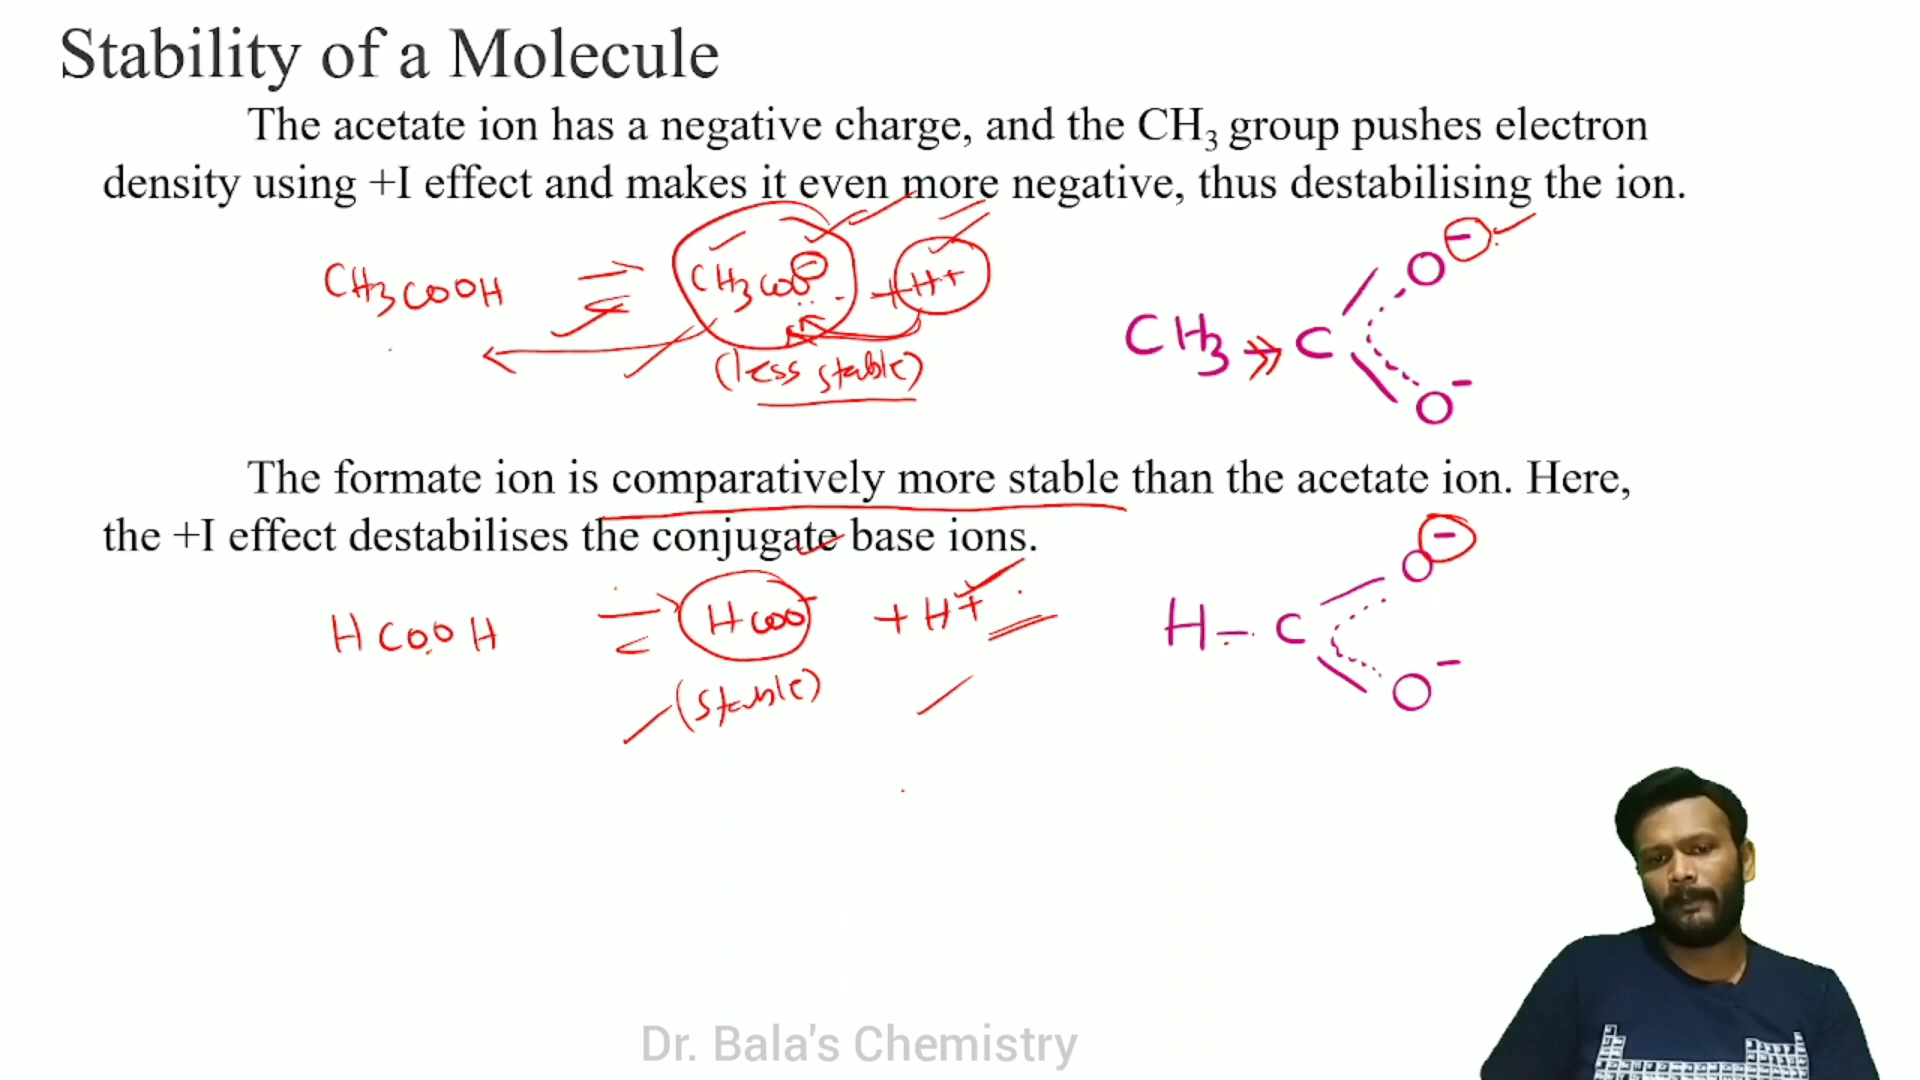 Stability of a Molecule
The acetate ion has a negative charge, and the CH₃ group pushes electron
density using +I effect and makes it even more negative, thus destabilising the ion.
CH₃COOH ⇌ CH₃COO⊖ + H+
(less stable)
CH₃ → C O⁻ O⁻
The formate ion is comparatively more stable than the acetate ion. Here,
the +I effect destabilises the conjugate base ions.
HCOOH ⇌ HCOO⁻ + H+
(stable)
H – C O⁻ O⁻
Dr. Bala's Chemistry